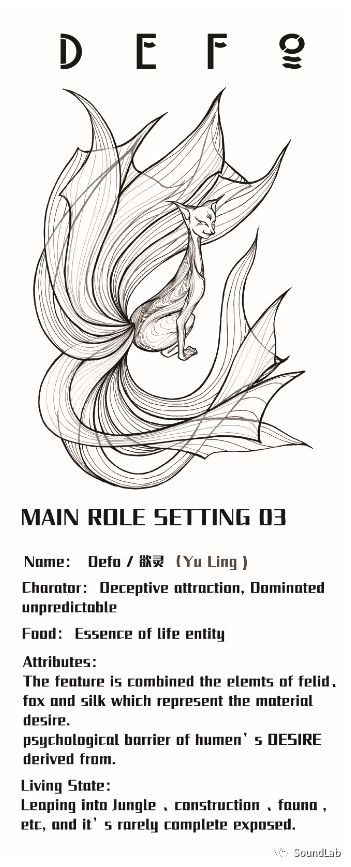 DEFo
MAIN ROLE SETTING 03
Name： Defo / 欲灵 (Yu Ling )
Charator： Deceptive attraction, Dominated
unpredictable
Food： Essence of life entity
Attributes：
The feature is combined the elemts of felid、
fox and silk which represent the material
desire.
psychological barrier of humen’s DESIRE
derived from.
Living State：
Leaping into Jungle 、construction 、fauna ,
etc, and it’s rarely complete exposed.
SoundLab